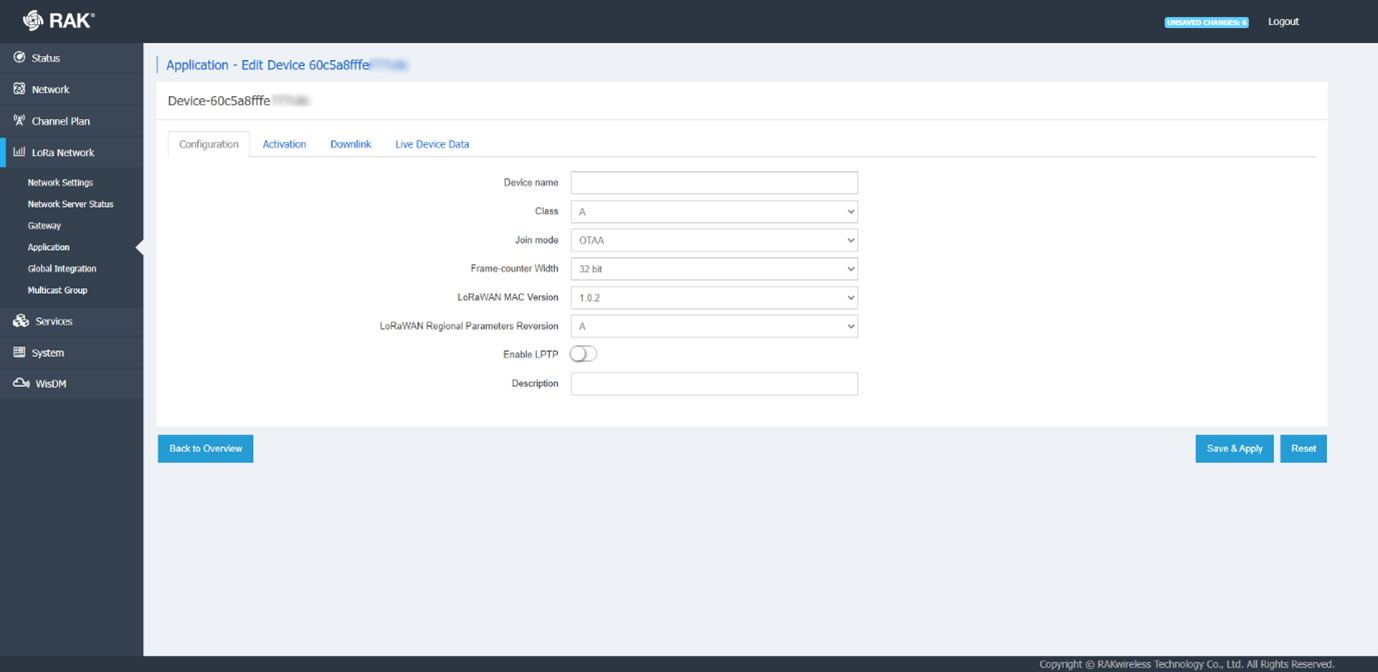 RAK®
UNSAVED CHANGES: 6
Logout
Status
Network
Channel Plan
LoRa Network
Network Settings
Network Server Status
Gateway
Application
Global Integration
Multicast Group
Services
System
WisDM
Application - Edit Device 60c5a8fffe
Device-60c5a8fffe
Configuration Activation Downlink Live Device Data
Device name
Class A
Join mode OTAA
Frame-counter Width 32 bit
LoRaWAN MAC Version 1.0.2
LoRaWAN Regional Parameters Reversion A
Enable LPTP
Description
Back to Overview Save & Apply Reset
Copyright © RAKwireless Technology Co., Ltd. All Rights Reserved.